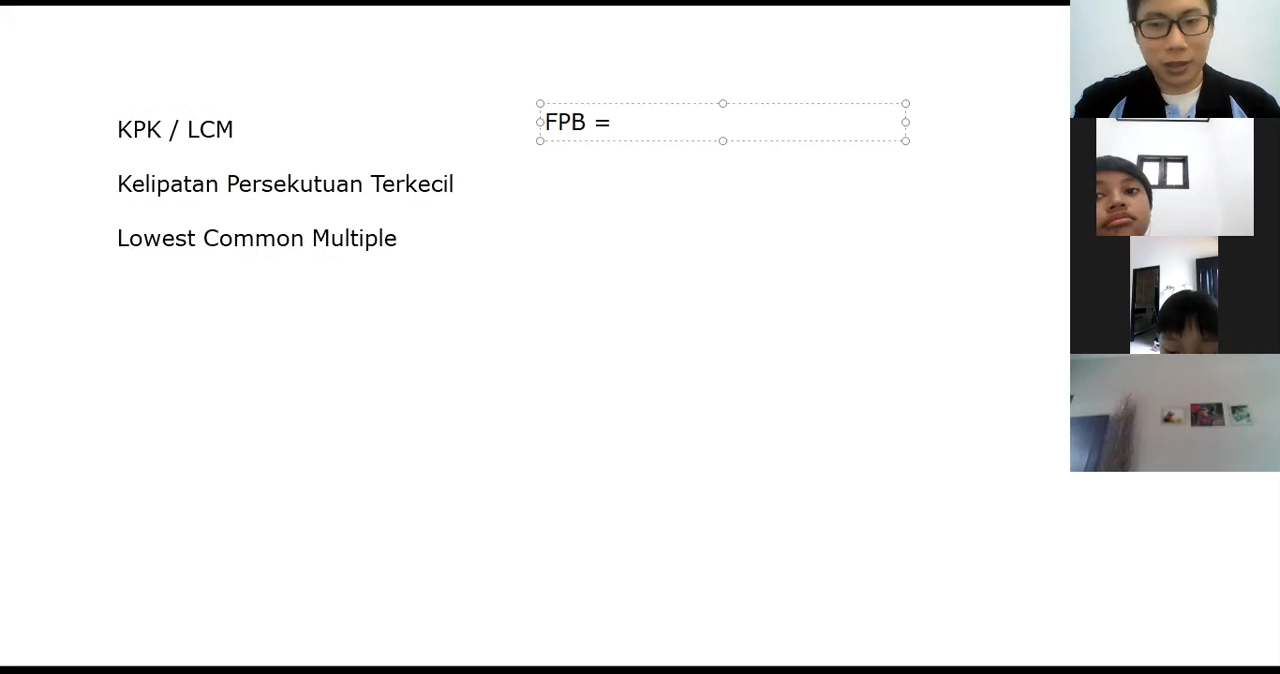 KPK / LCM
Kelipatan Persekutuan Terkecil
Lowest Common Multiple
FPB =